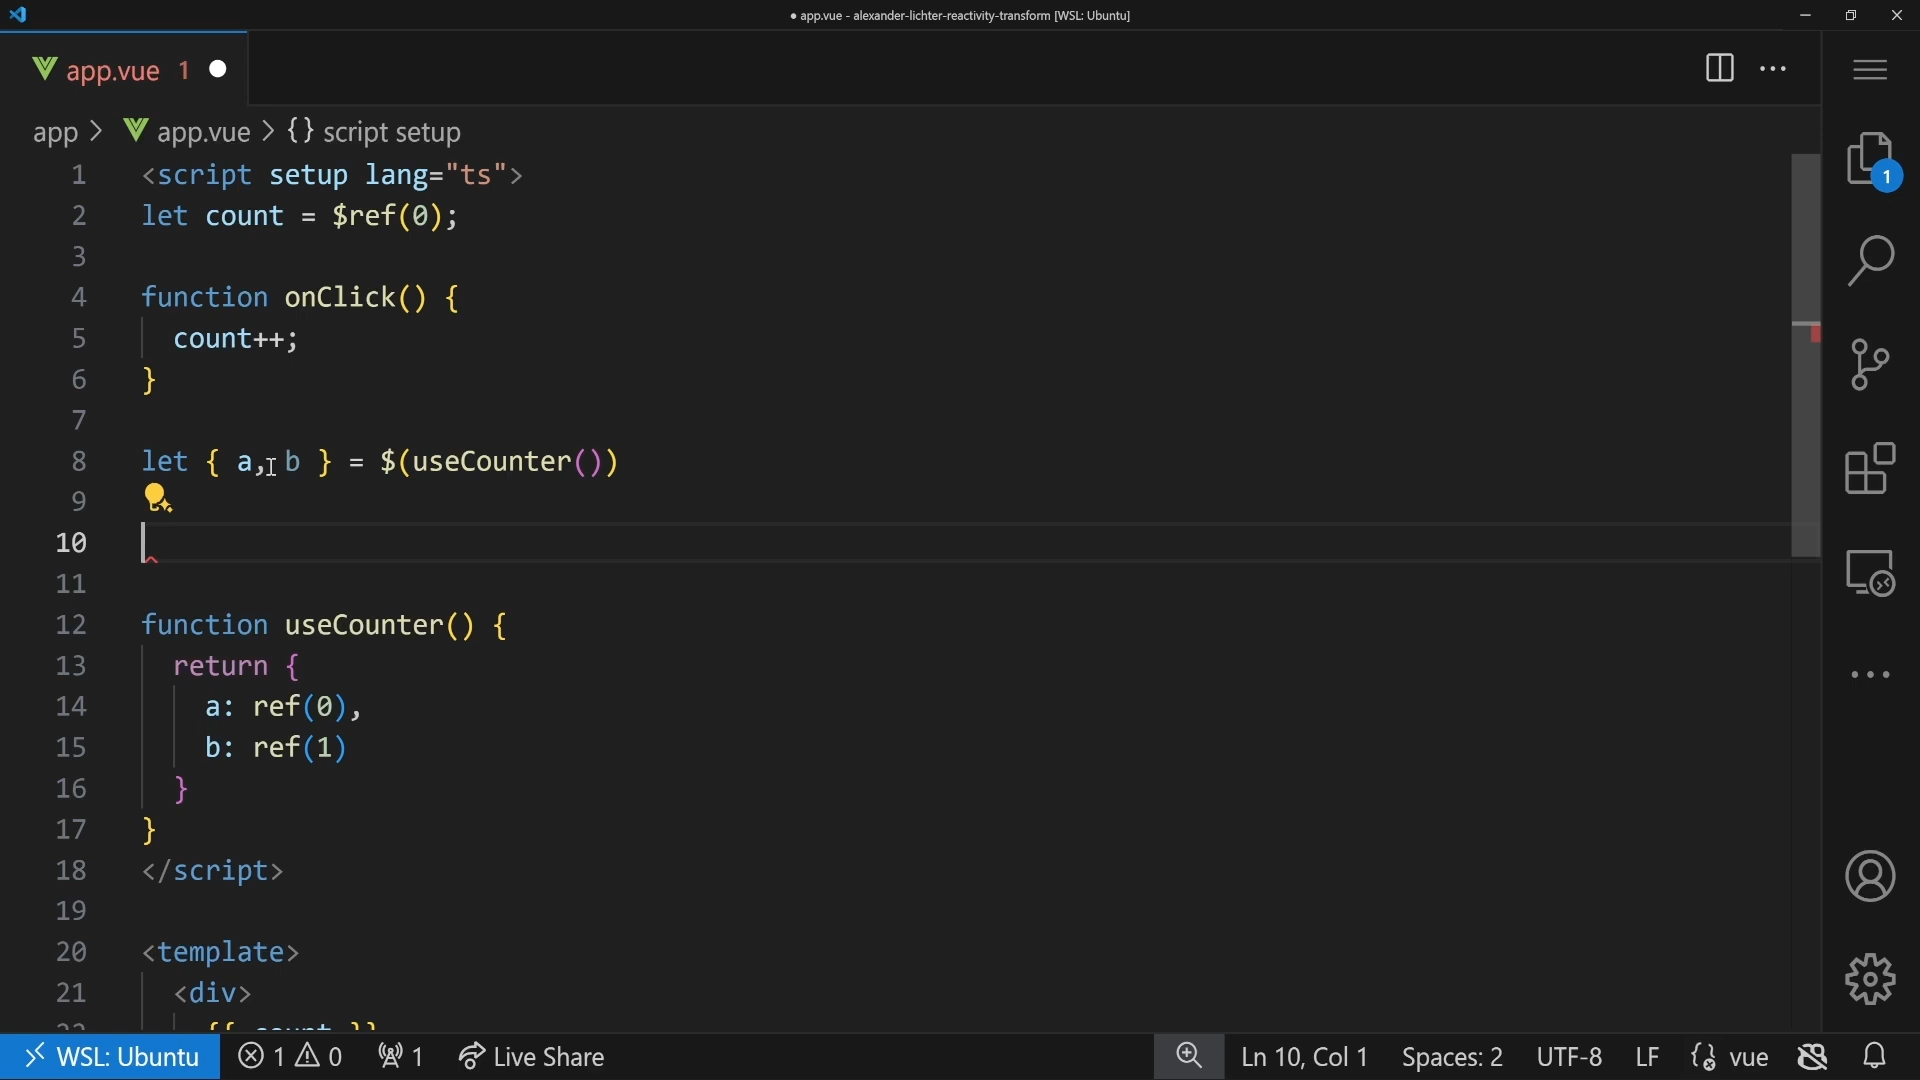 ● app.vue - alexander-lichter-reactivity-transform [WSL: Ubuntu]
app.vue 1
app > app.vue > {} script setup
1
1 <script setup lang="ts">
2 let count = $ref(0);
3
4 function onClick() {
5 count++;
6 }
7
8 let { a, b } = $(useCounter())
9
10
11
12 function useCounter() {
13 return {
14 a: ref(0),
15 b: ref(1)
16 }
17 }
18 </script>
19
20 <template>
21 <div>
22 {{ count }}
WSL: Ubuntu 1 0 1 Live Share Ln 10, Col 1 Spaces: 2 UTF-8 LF vue